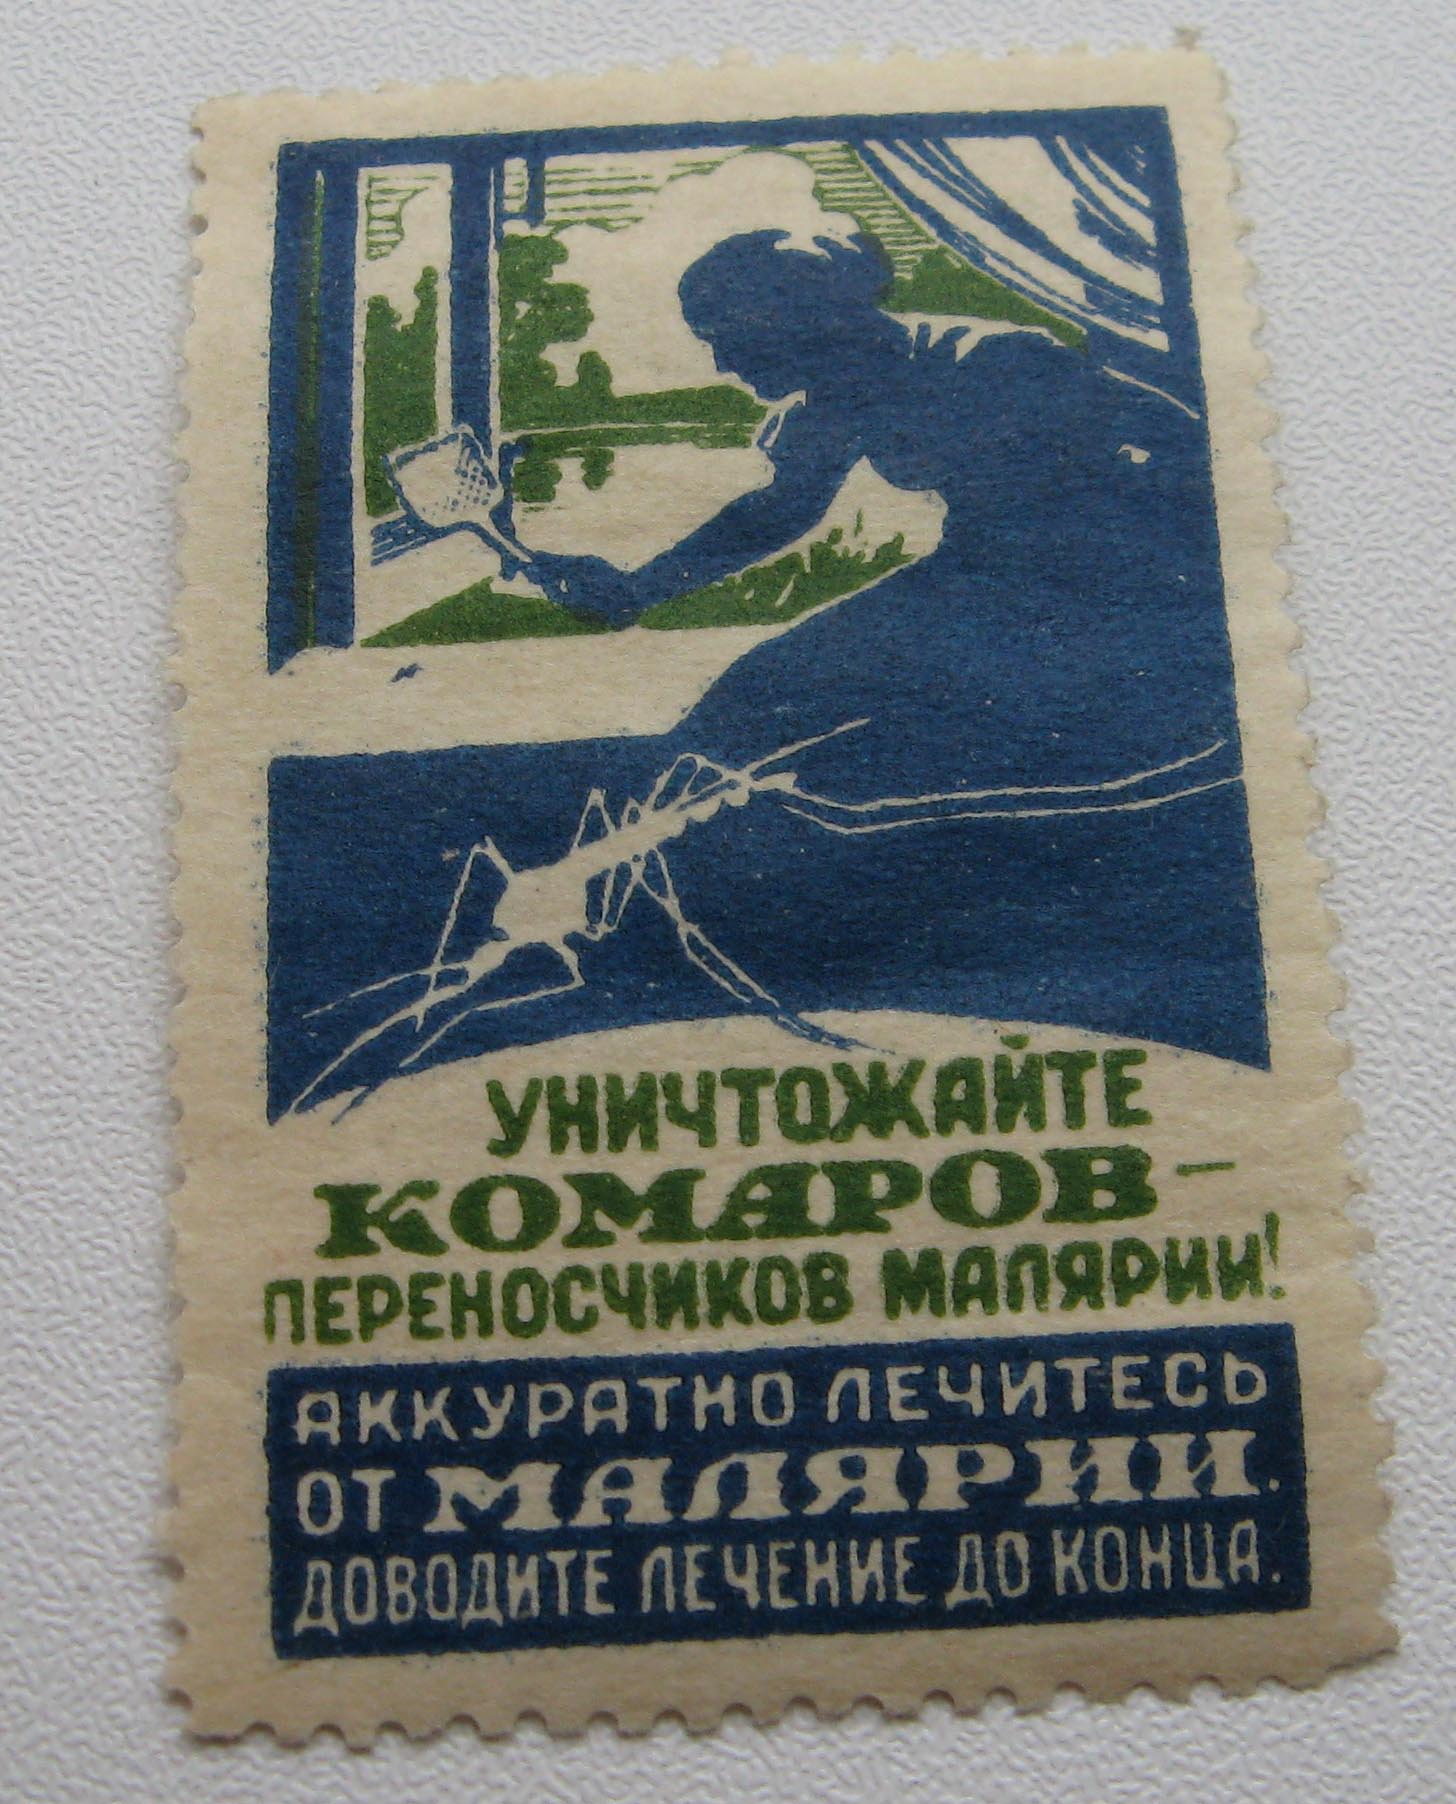 УНИЧТОЖАЙТЕ
КОМАРОВ –
ПЕРЕНОСЧИКОВ МАЛЯРИИ!
АККУРАТНО ЛЕЧИТЕСЬ
ОТ МАЛЯРИИ.
ДОВОДИТЕ ЛЕЧЕНИЕ ДО КОНЦА.